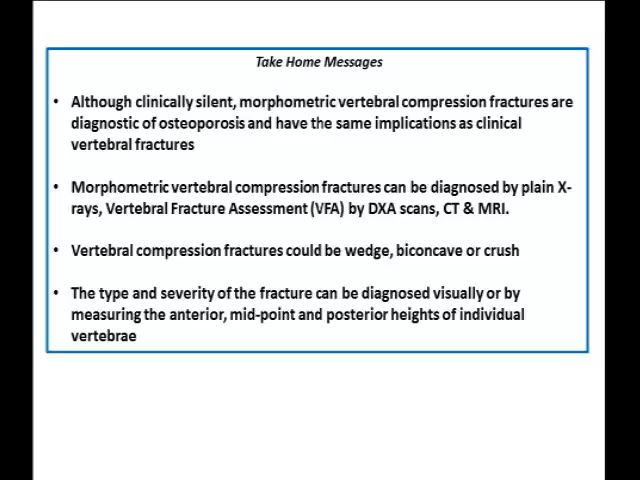 Take Home Messages
• Although clinically silent, morphometric vertebral compression fractures are
diagnostic of osteoporosis and have the same implications as clinical
vertebral fractures
• Morphometric vertebral compression fractures can be diagnosed by plain X-
rays, Vertebral Fracture Assessment (VFA) by DXA scans, CT & MRI.
• Vertebral compression fractures could be wedge, biconcave or crush
• The type and severity of the fracture can be diagnosed visually or by
measuring the anterior, mid-point and posterior heights of individual
vertebrae